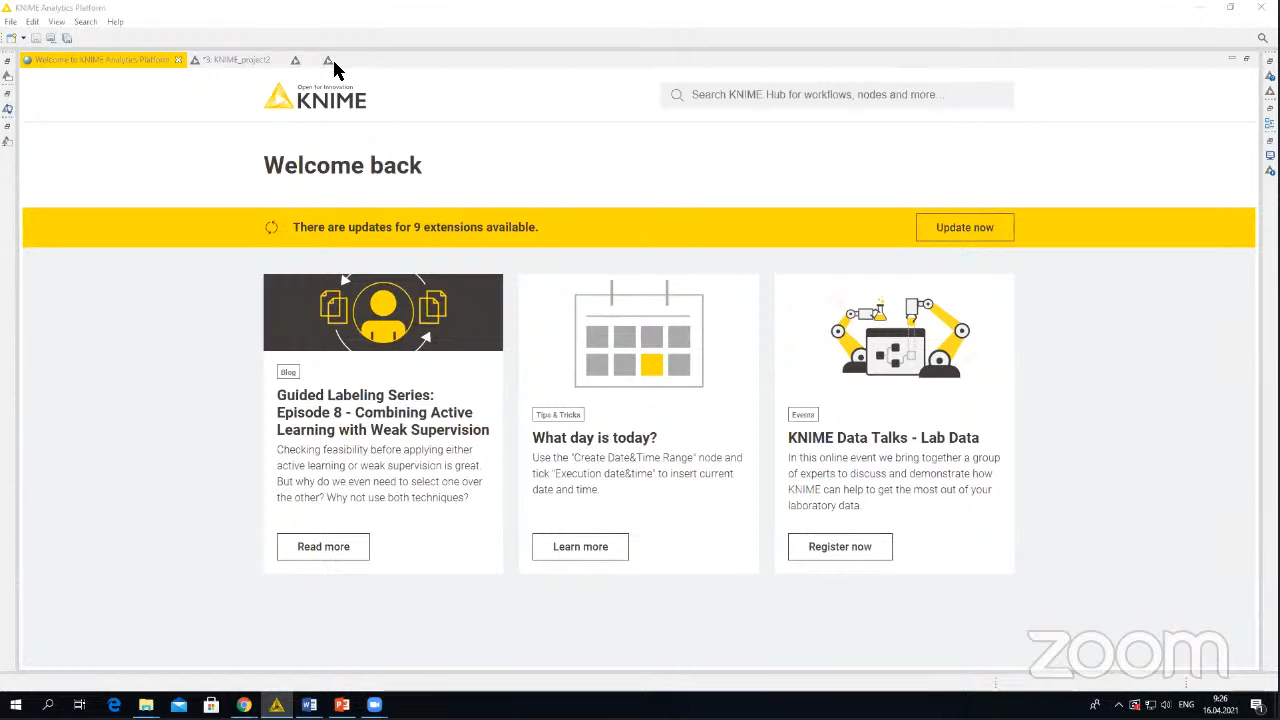 KNIME Analytics Platform
File Edit View Search Help
Welcome to KNIME Analytics Platform
*3: KNIME_project2
Open for Innovation
KNIME
Search KNIME Hub for workflows, nodes and more...
Welcome back
There are updates for 9 extensions available.
Update now
Blog
Guided Labeling Series:
Episode 8 - Combining Active
Learning with Weak Supervision
Checking feasibility before applying either
active learning or weak supervision is great.
But why do we even need to select one over
the other? Why not use both techniques?
Read more
Tips & Tricks
What day is today?
Use the "Create Date&Time Range" node and
tick "Execution date&time" to insert current
date and time.
Learn more
Events
KNIME Data Talks - Lab Data
In this online event we bring together a group
of experts to discuss and demonstrate how
KNIME can help to get the most out of your
laboratory data.
Register now
zoom
ENG
9:26
16.04.2021